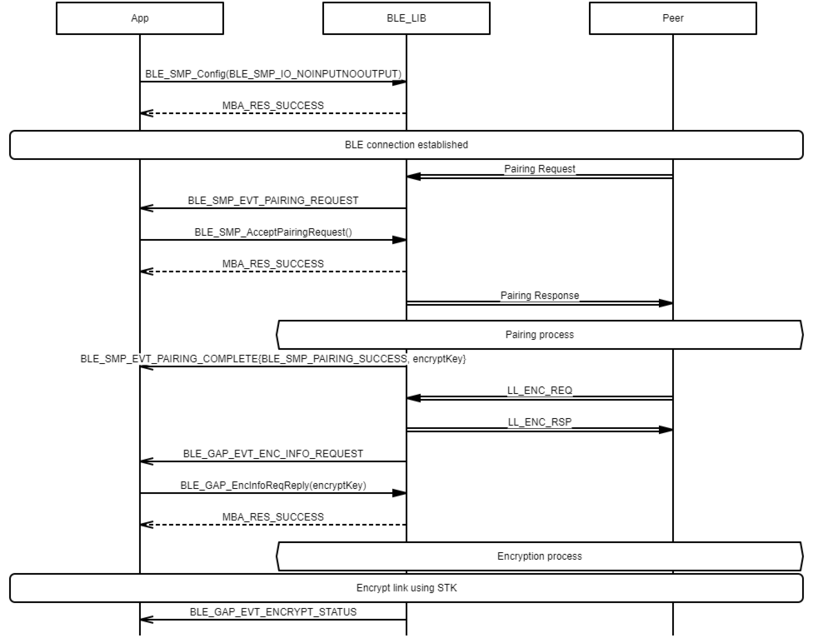 App
BLE_LIB
Peer
BLE_SMP_Config(BLE_SMP_IO_NOINPUTNOOUTPUT)
MBA_RES_SUCCESS
BLE connection established
Pairing Request
BLE_SMP_EVT_PAIRING_REQUEST
BLE_SMP_AcceptPairingRequest()
MBA_RES_SUCCESS
Pairing Response
Pairing process
BLE_SMP_EVT_PAIRING_COMPLETE{BLE_SMP_PAIRING_SUCCESS, encryptKey}
LL_ENC_REQ
LL_ENC_RSP
BLE_GAP_EVT_ENC_INFO_REQUEST
BLE_GAP_EncInfoReqReply(encryptKey)
MBA_RES_SUCCESS
Encryption process
Encrypt link using STK
BLE_GAP_EVT_ENCRYPT_STATUS